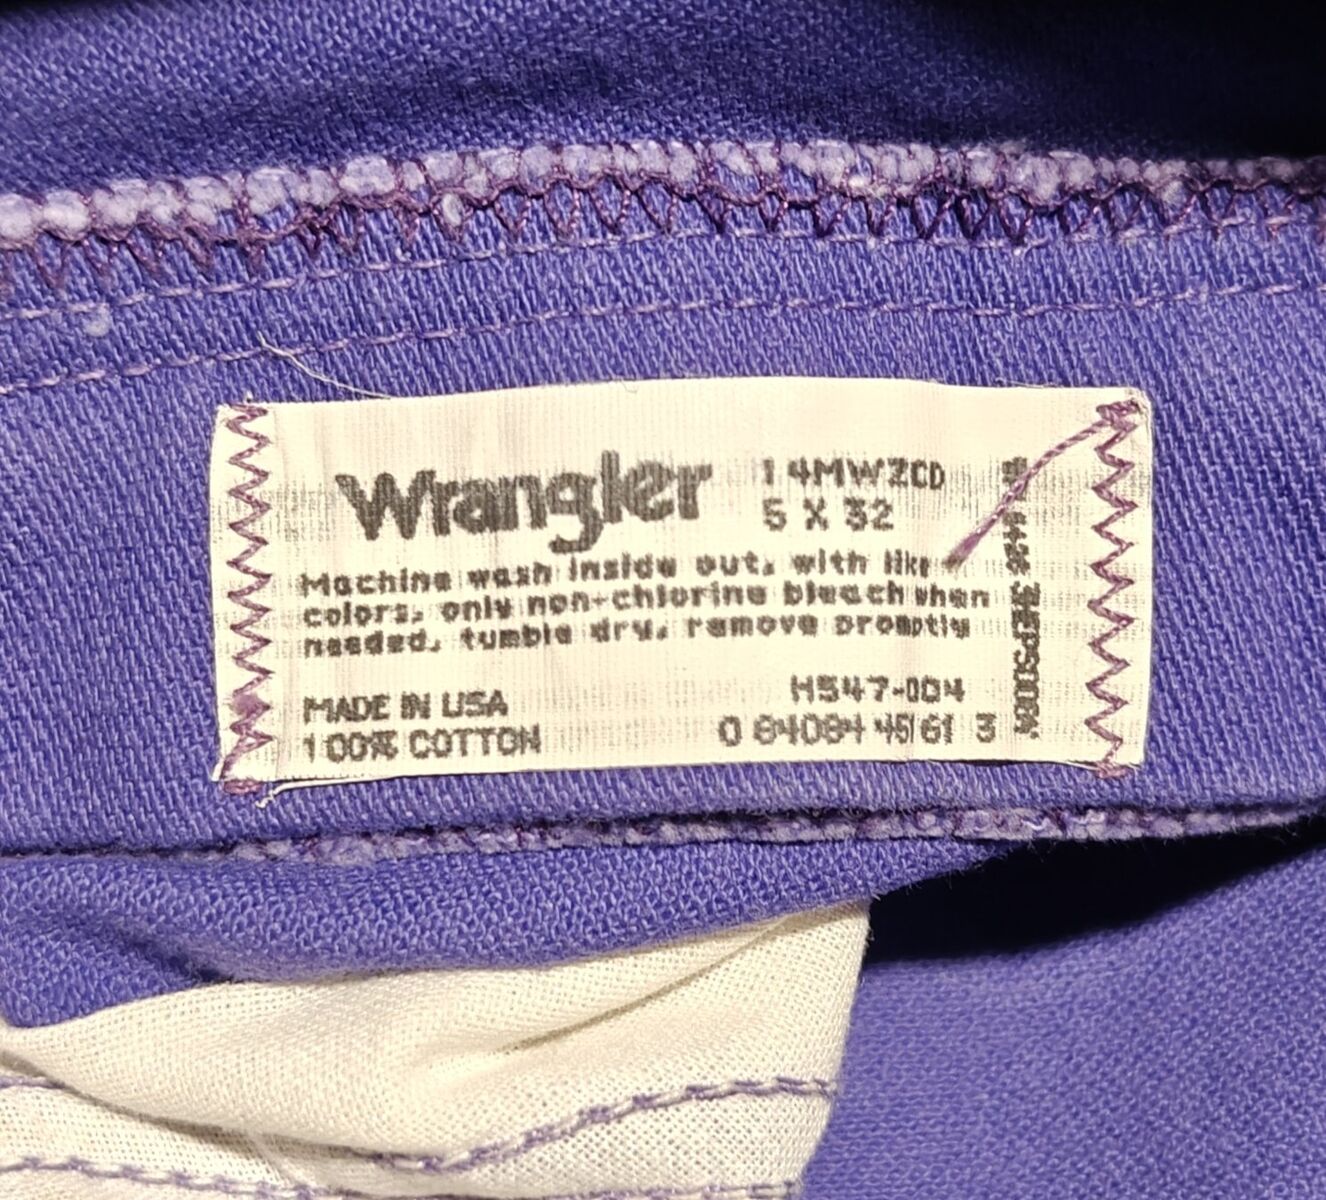 Wrangler
14MWZCD
5 X 32
Machine wash inside out, with like
colors, only non-chlorine bleach when
needed, tumble dry, remove promptly
MADE IN USA
100% COTTON
H547-004
0 84084 45161 3